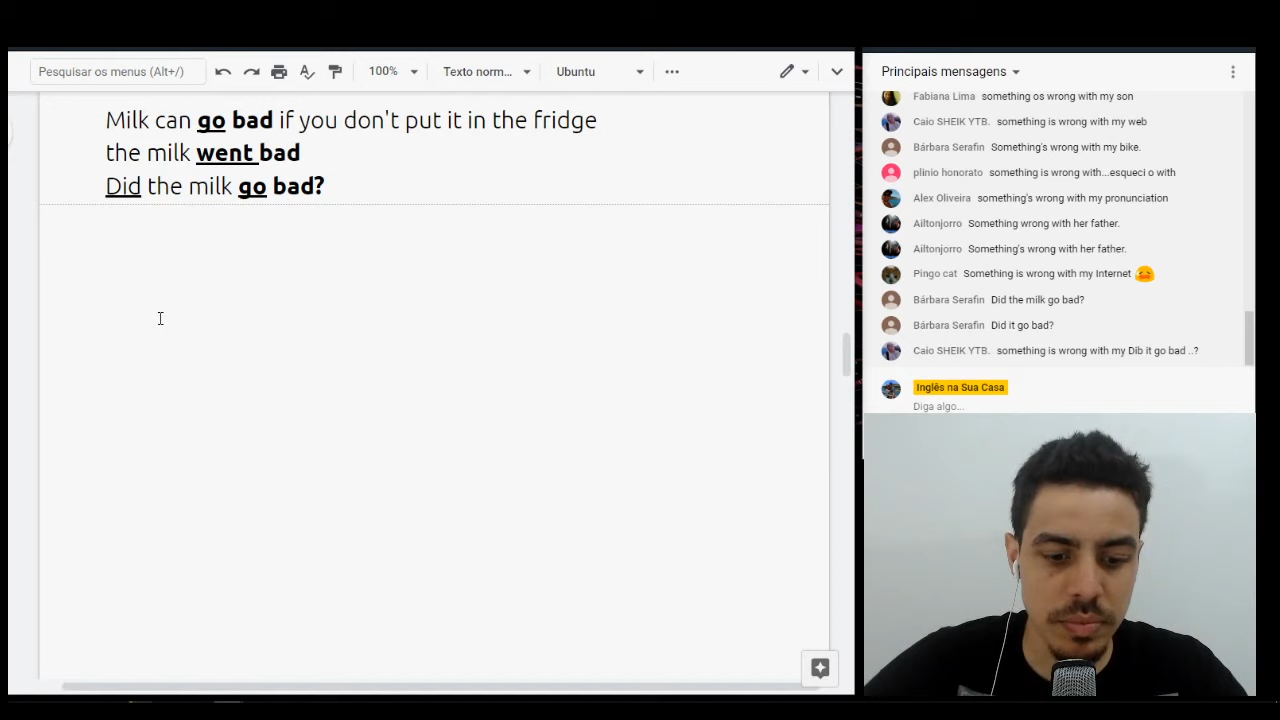 Pesquisar os menus (Alt+/)
100%
Texto norm...
Ubuntu
Milk can go bad if you don't put it in the fridge
the milk went bad
Did the milk go bad?
Principais mensagens
Fabiana Lima something os wrong with my son
Caio SHEIK YTB. something is wrong with my web
Bárbara Serafin Something's wrong with my bike.
plinio honorato something is wrong with...esqueci o with
Alex Oliveira something's wrong with my pronunciation
Ailtonjorro Something wrong with her father.
Ailtonjorro Something's wrong with her father.
Pingo cat Something is wrong with my Internet
Bárbara Serafin Did the milk go bad?
Bárbara Serafin Did it go bad?
Caio SHEIK YTB. something is wrong with my Dib it go bad ..?
Inglês na Sua Casa
Diga algo...